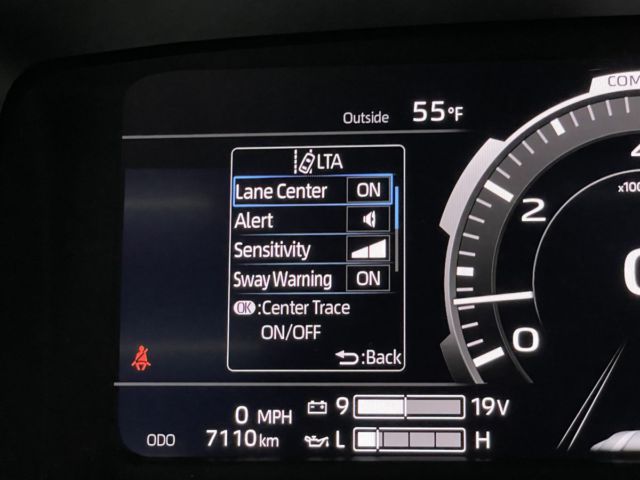 COM
Outside 55°F
LTA
x100
Lane Center ON
Alert
2
Sensitivity
Sway Warning ON
OK:Center Trace
ON/OFF
0
:Back
0 MPH 9 19V
ODO 7110km L H